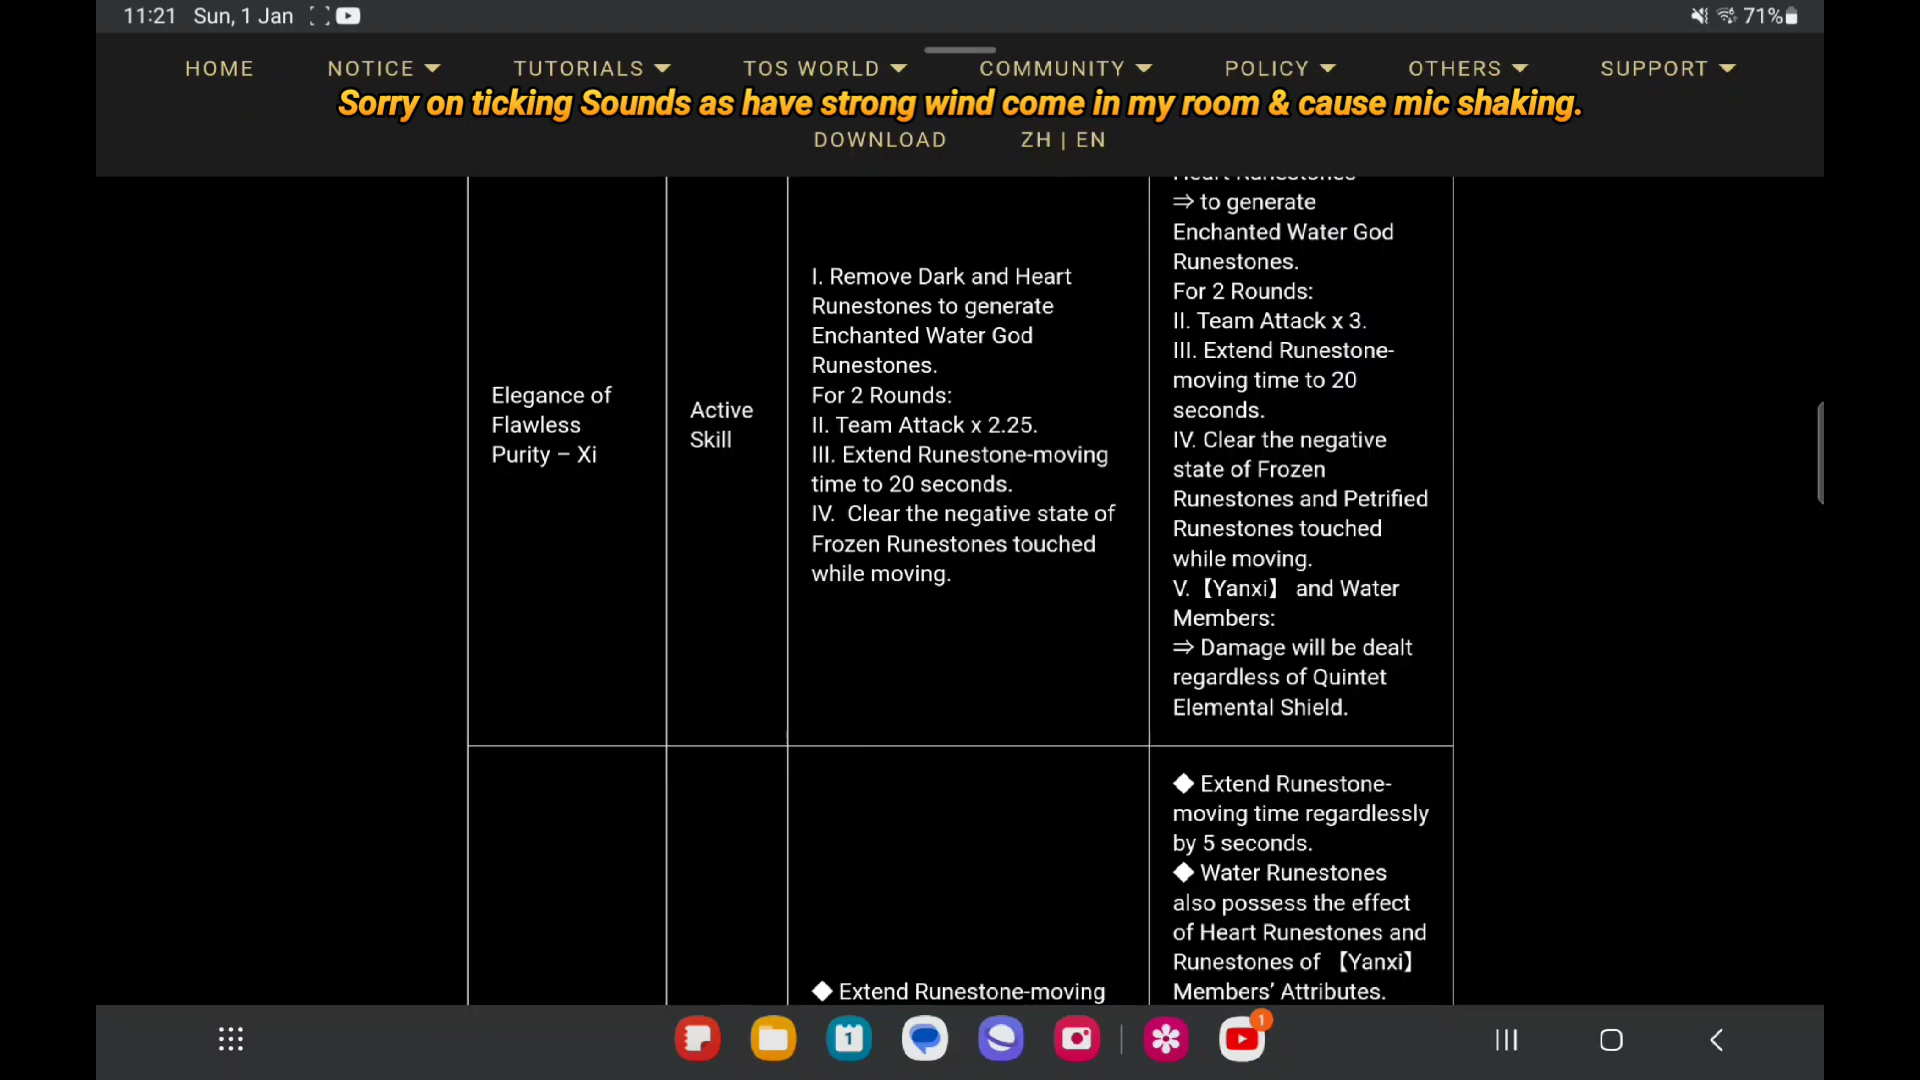 11:21 Sun, 1 Jan
71%
HOME NOTICE TUTORIALS TOS WORLD COMMUNITY POLICY OTHERS SUPPORT
Sorry on ticking Sounds as have strong wind come in my room & cause mic shaking.
DOWNLOAD ZH | EN
Elegance of
Flawless
Purity – Xi
Active
Skill
I. Remove Dark and Heart
Runestones to generate
Enchanted Water God
Runestones.
For 2 Rounds:
II. Team Attack x 2.25.
III. Extend Runestone-moving
time to 20 seconds.
IV. Clear the negative state of
Frozen Runestones touched
while moving.
Heart Runestones
⇒ to generate
Enchanted Water God
Runestones.
For 2 Rounds:
II. Team Attack x 3.
III. Extend Runestone-
moving time to 20
seconds.
IV. Clear the negative
state of Frozen
Runestones and Petrified
Runestones touched
while moving.
V.【Yanxi】 and Water
Members:
⇒ Damage will be dealt
regardless of Quintet
Elemental Shield.
◆ Extend Runestone-moving
◆ Extend Runestone-
moving time regardlessly
by 5 seconds.
◆ Water Runestones
also possess the effect
of Heart Runestones and
Runestones of 【Yanxi】
Members’ Attributes.
1
1